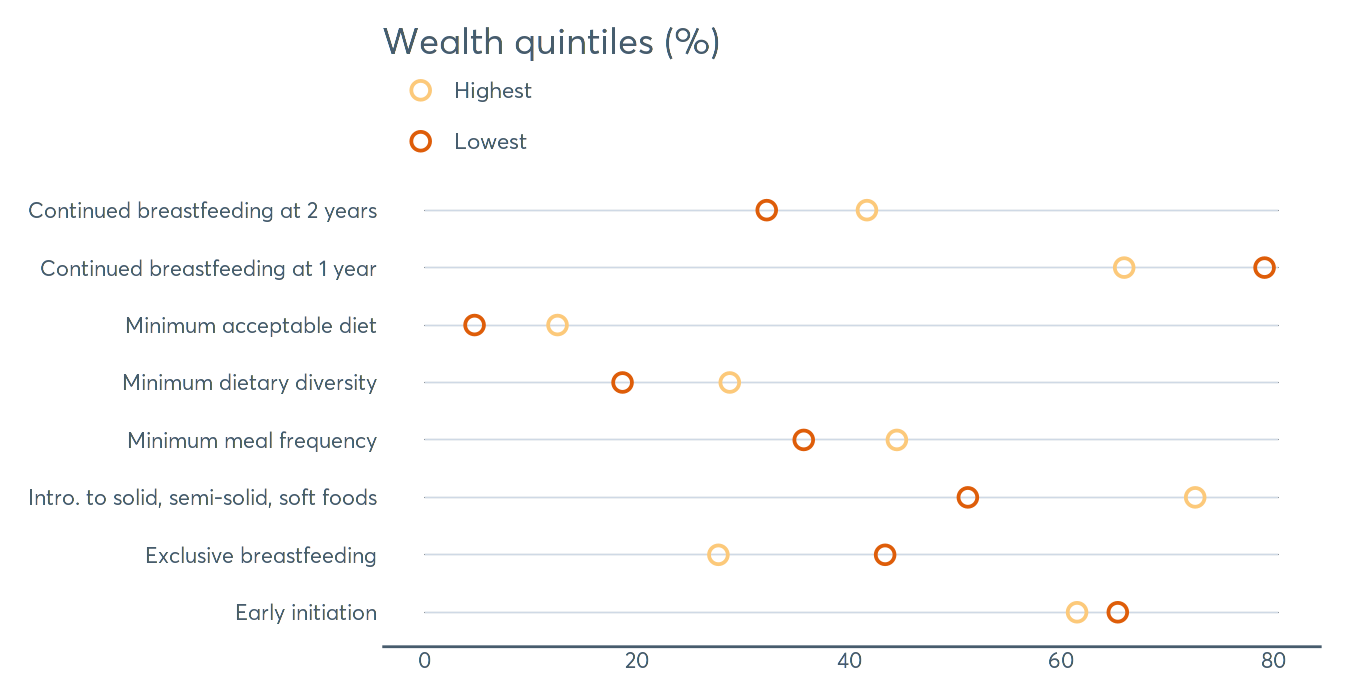 Wealth quintiles (%)
Highest
Lowest
Continued breastfeeding at 2 years
Continued breastfeeding at 1 year
Minimum acceptable diet
Minimum dietary diversity
Minimum meal frequency
Intro. to solid, semi-solid, soft foods
Exclusive breastfeeding
Early initiation
0 20 40 60 80